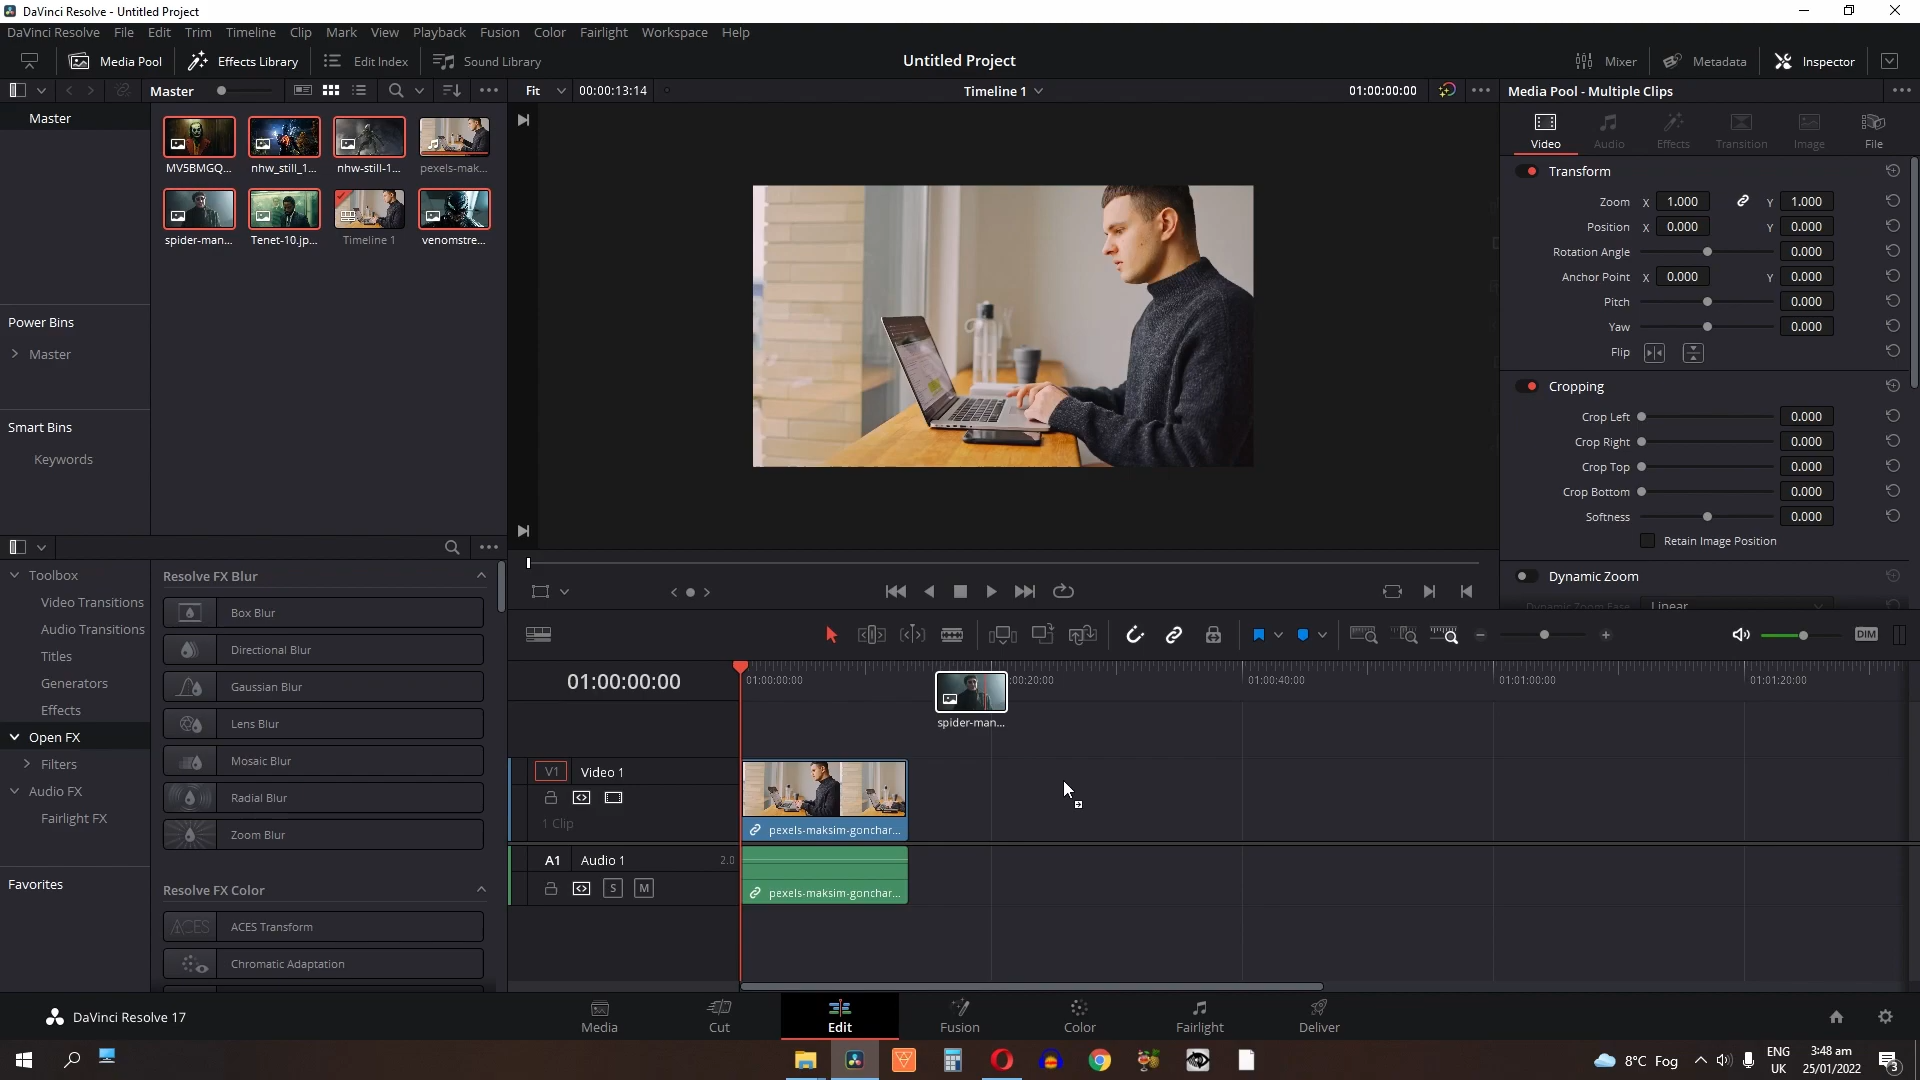 DaVinci Resolve - Untitled Project
DaVinci Resolve File Edit Trim Timeline Clip Mark View Playback Fusion Color Fairlight Workspace Help
Media Pool Effects Library Edit Index Sound Library Untitled Project Mixer Metadata Inspector
Master Fit 00:00:13:14 Timeline 1 01:00:00:00 Media Pool - Multiple Clips
Master
Video Audio Effects Transition Image File
MV5BMGQ... nhw_still_1... nhw-still-1... pexels-mak...
spider-man... Tenet-10.jp... Timeline 1 venomstre...
Power Bins
Master
Smart Bins
Keywords
Transform
Zoom X 1.000 Y 1.000
Position X 0.000 Y 0.000
Rotation Angle 0.000
Anchor Point X 0.000 Y 0.000
Pitch 0.000
Yaw 0.000
Flip
Cropping
Crop Left 0.000
Crop Right 0.000
Crop Top 0.000
Crop Bottom 0.000
Softness 0.000
Retain Image Position
Dynamic Zoom
Dynamic Zoom Ease Linear
Toolbox
Video Transitions
Audio Transitions
Titles
Generators
Effects
Open FX
Filters
Audio FX
Fairlight FX
Favorites
Resolve FX Blur
Box Blur
Directional Blur
Gaussian Blur
Lens Blur
Mosaic Blur
Radial Blur
Zoom Blur
Resolve FX Color
ACES Transform
Chromatic Adaptation
DIM
01:00:00:00 01:00:00:00 :00:20:00 01:00:40:00 01:01:00:00 01:01:20:00
spider-man...
V1 Video 1
1 Clip
pexels-maksim-gonchar...
A1 Audio 1 2.0
S M
pexels-maksim-gonchar...
DaVinci Resolve 17
Media Cut Edit Fusion Color Fairlight Deliver
8°C Fog ENG UK 3:48 am 25/01/2022 3